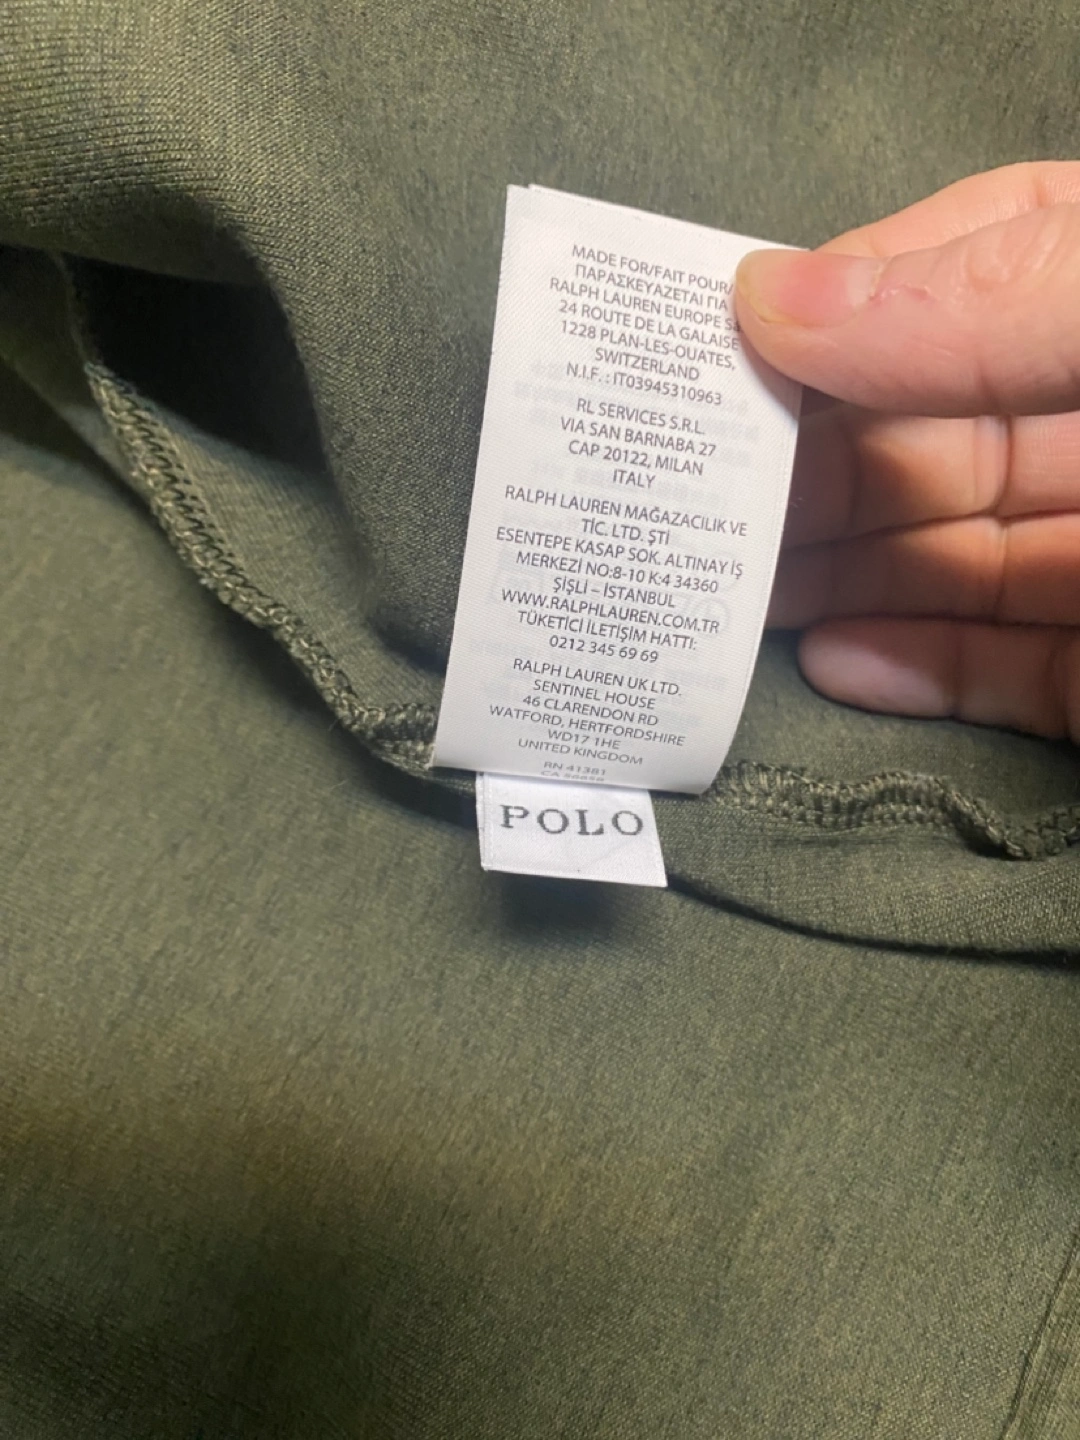 MADE FOR/FAIT POUR/
ΠΑΡΑΣΚΕΥΑΖΕΤΑΙ ΓΙΑ
RALPH LAUREN EUROPE
24 ROUTE DE LA GALAISE
1228 PLAN-LES-OUATES,
SWITZERLAND
N.I.F. : IT03945310963
RL SERVICES S.R.L.
VIA SAN BARNABA 27
CAP 20122, MILAN
ITALY
RALPH LAUREN MAĞAZACILIK VE
TİC. LTD. ŞTİ
ESENTEPE KASAP SOK. ALTINAY İŞ
MERKEZİ NO:8-10 K:4 34360
ŞİŞLİ – İSTANBUL
WWW.RALPHLAUREN.COM.TR
TÜKETİCİ İLETİŞİM HATTI:
0212 345 69 69
RALPH LAUREN UK LTD.
SENTINEL HOUSE
46 CLARENDON RD
WATFORD, HERTFORDSHIRE
WD17 1HE
UNITED KINGDOM
RN 41381
CA
POLO